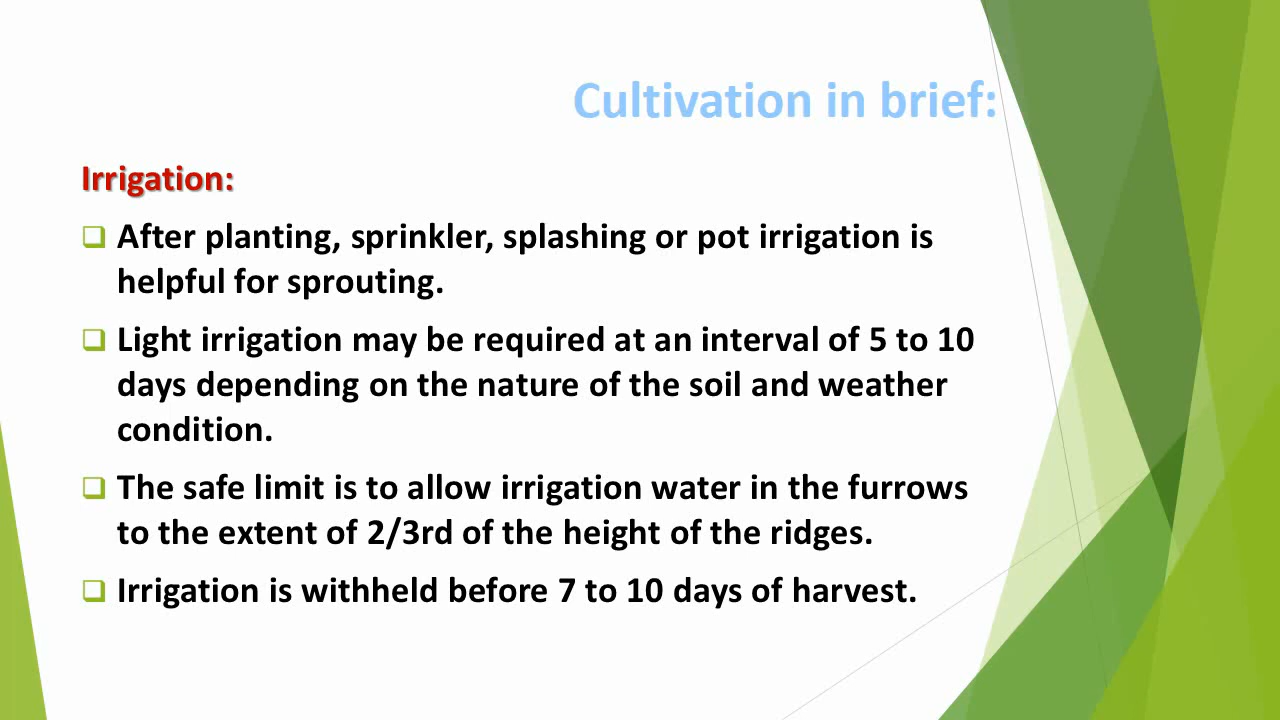 Cultivation in brief:
Irrigation:
After planting, sprinkler, splashing or pot irrigation is
helpful for sprouting.
Light irrigation may be required at an interval of 5 to 10
days depending on the nature of the soil and weather
condition.
The safe limit is to allow irrigation water in the furrows
to the extent of 2/3rd of the height of the ridges.
Irrigation is withheld before 7 to 10 days of harvest.